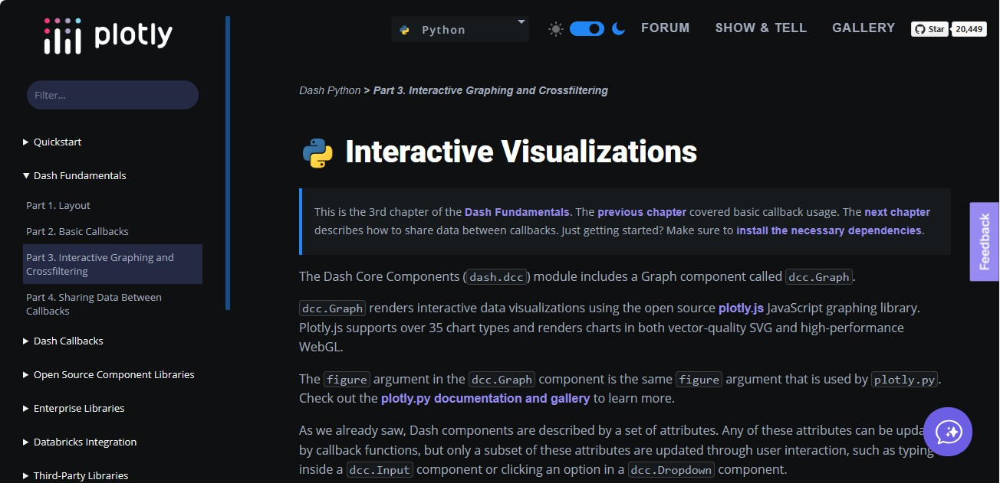 plotly
Python
FORUM
SHOW & TELL
GALLERY
Star
20,449
Filter...
Quickstart
Dash Fundamentals
Part 1. Layout
Part 2. Basic Callbacks
Part 3. Interactive Graphing and
Crossfiltering
Part 4. Sharing Data Between
Callbacks
Dash Callbacks
Open Source Component Libraries
Enterprise Libraries
Databricks Integration
Third-Party Libraries
Dash Python > Part 3. Interactive Graphing and Crossfiltering
Interactive Visualizations
This is the 3rd chapter of the Dash Fundamentals. The previous chapter covered basic callback usage. The next chapter
describes how to share data between callbacks. Just getting started? Make sure to install the necessary dependencies.
The Dash Core Components (dash.dcc) module includes a Graph component called dcc.Graph.
dcc.Graph renders interactive data visualizations using the open source plotly.js JavaScript graphing library.
Plotly.js supports over 35 chart types and renders charts in both vector-quality SVG and high-performance
WebGL.
The figure argument in the dcc.Graph component is the same figure argument that is used by plotly.py.
Check out the plotly.py documentation and gallery to learn more.
As we already saw, Dash components are described by a set of attributes. Any of these attributes can be upda
by callback functions, but only a subset of these attributes are updated through user interaction, such as typing
inside a dcc.Input component or clicking an option in a dcc.Dropdown component.
Feedback